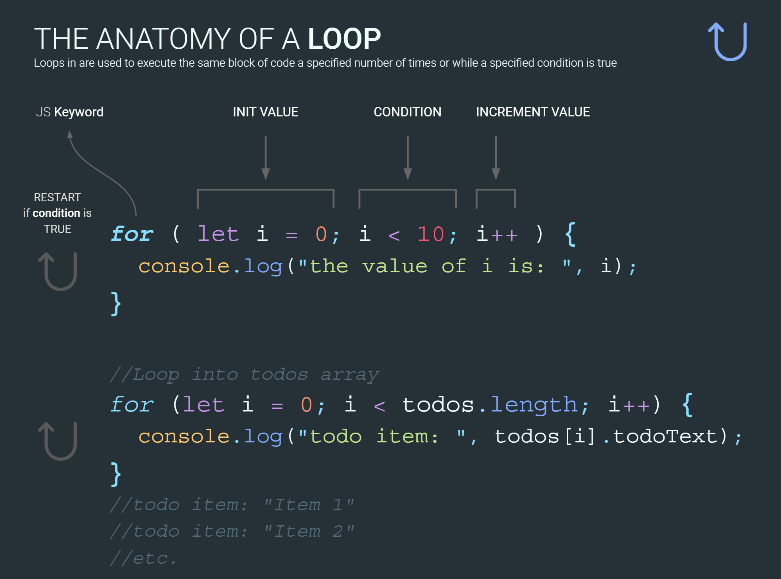 THE ANATOMY OF A LOOP
Loops in are used to execute the same block of code a specified number of times or while a specified condition is true
JS Keyword
INIT VALUE
CONDITION
INCREMENT VALUE
RESTART
if condition is
TRUE
for ( let i = 0; i < 10; i++ ) {
console.log("the value of i is: ", i);
}
//Loop into todos array
for (let i = 0; i < todos.length; i++) {
console.log("todo item: ", todos[i].todoText);
}
//todo item: "Item 1"
//todo item: "Item 2"
//etc.